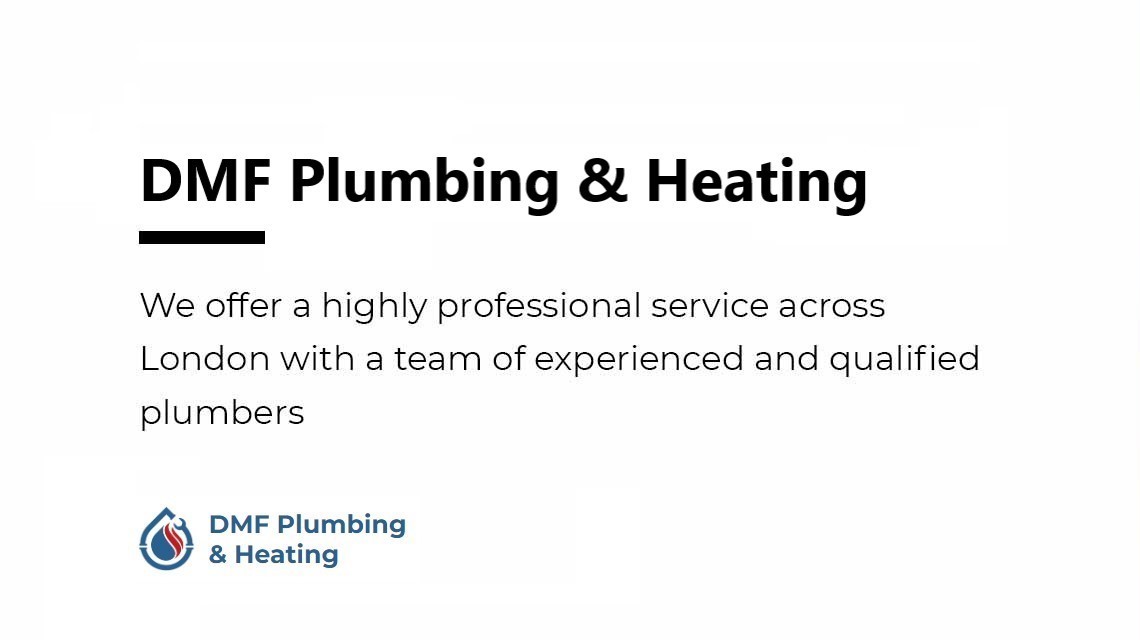 DMF Plumbing & Heating
We offer a highly professional service across
London with a team of experienced and qualified
plumbers
DMF Plumbing
& Heating